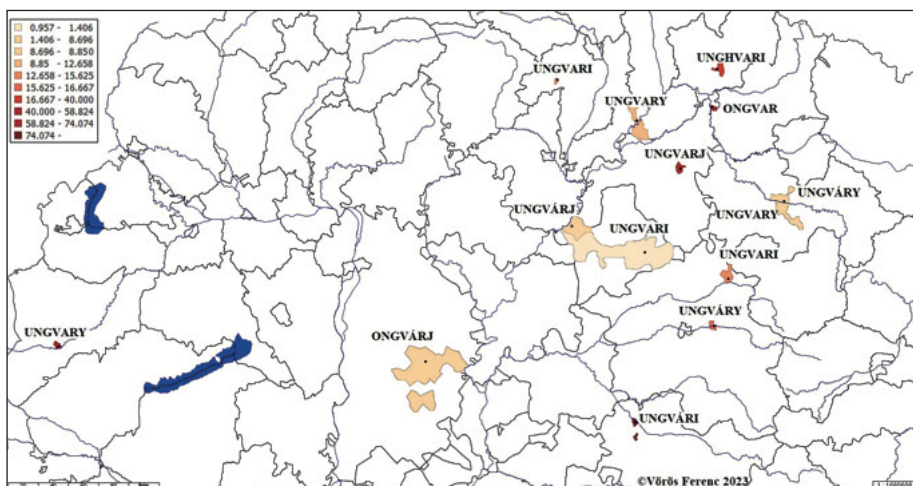 0.957 - 1.406
1.406 - 8.696
8.696 - 8.850
8.85 - 12.658
12.658 - 15.625
15.625 - 16.667
16.667 - 40.000
40.000 - 58.824
58.824 - 74.074
74.074 -
UNGVARI
UNGHVARI
UNGVARY
ONGVAR
UNGVARJ
UNGVÁRY
UNGVÁRJ
UNGVARY
UNGVARI
UNGVARI
UNGVARY
UNGVÁRY
ONGVÁRJ
UNGVÁRI
©Vörös Ferenc 2023